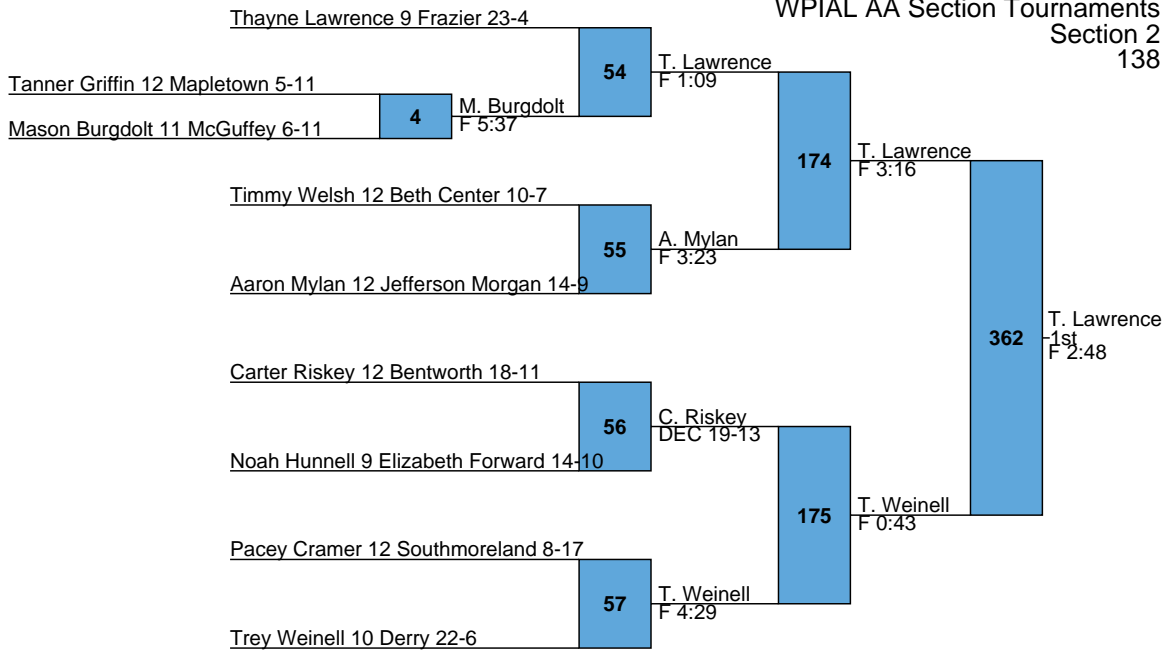 WPIAL AA Section Tournaments
Section 2
138
Thayne Lawrence 9 Frazier 23-4
54
T. Lawrence
F 1:09
Tanner Griffin 12 Mapletown 5-11
4
M. Burgdolt
F 5:37
Mason Burgdolt 11 McGuffey 6-11
174
T. Lawrence
F 3:16
Timmy Welsh 12 Beth Center 10-7
55
A. Mylan
F 3:23
Aaron Mylan 12 Jefferson Morgan 14-9
362
T. Lawrence
1st
F 2:48
Carter Riskey 12 Bentworth 18-11
56
C. Riskey
DEC 19-13
Noah Hunnell 9 Elizabeth Forward 14-10
175
T. Weinell
F 0:43
Pacey Cramer 12 Southmoreland 8-17
57
T. Weinell
F 4:29
Trey Weinell 10 Derry 22-6